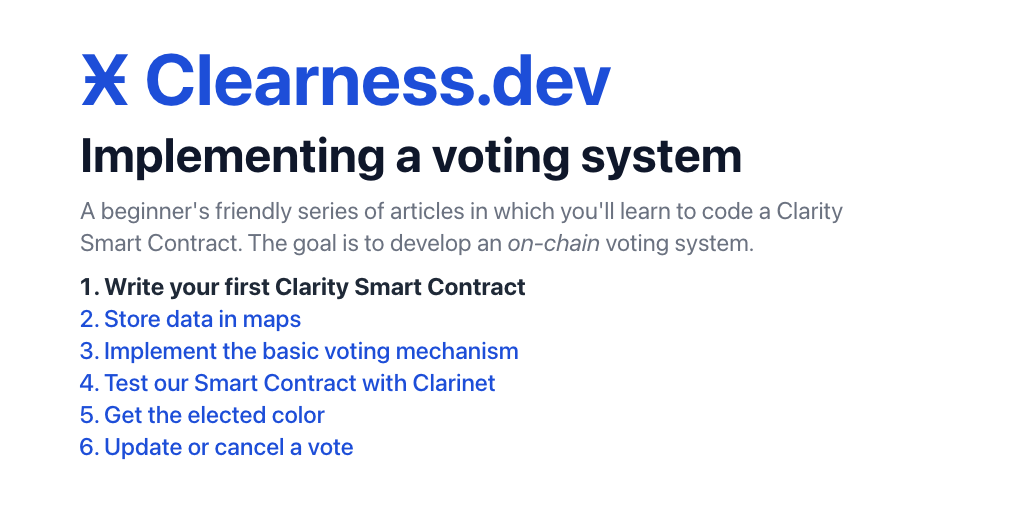 Clearness.dev
Implementing a voting system
A beginner's friendly series of articles in which you'll learn to code a Clarity
Smart Contract. The goal is to develop an on-chain voting system.
1. Write your first Clarity Smart Contract
2. Store data in maps
3. Implement the basic voting mechanism
4. Test our Smart Contract with Clarinet
5. Get the elected color
6. Update or cancel a vote